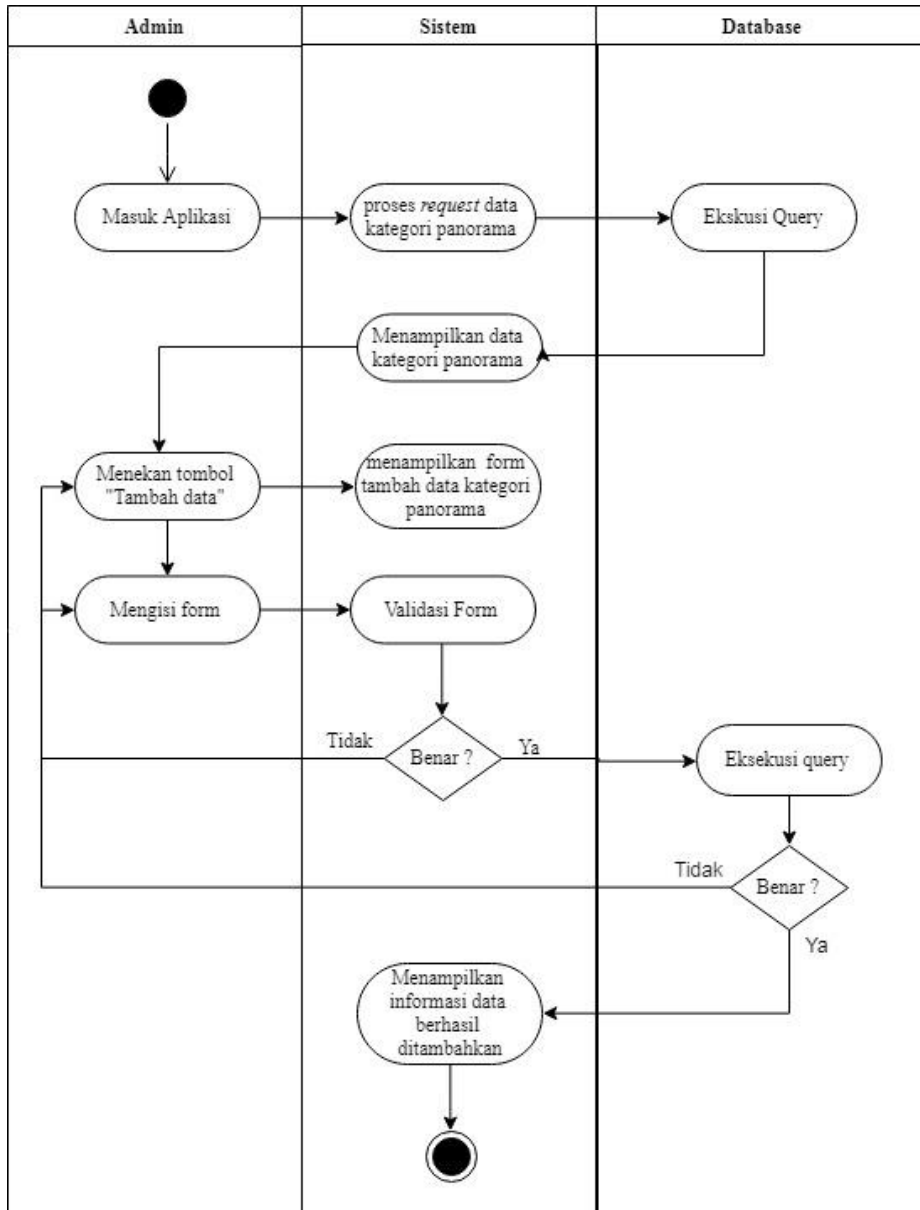 Admin
Sistem
Database
Masuk Aplikasi
proses request data
kategori panorama
Ekskusi Query
Menampilkan data
kategori panorama
Menekan tombol
"Tambah data"
menampilkan form
tambah data kategori
panorama
Mengisi form
Validasi Form
Tidak
Benar ?
Ya
Eksekusi query
Tidak
Benar ?
Ya
Menampilkan
informasi data
berhasil
ditambahkan